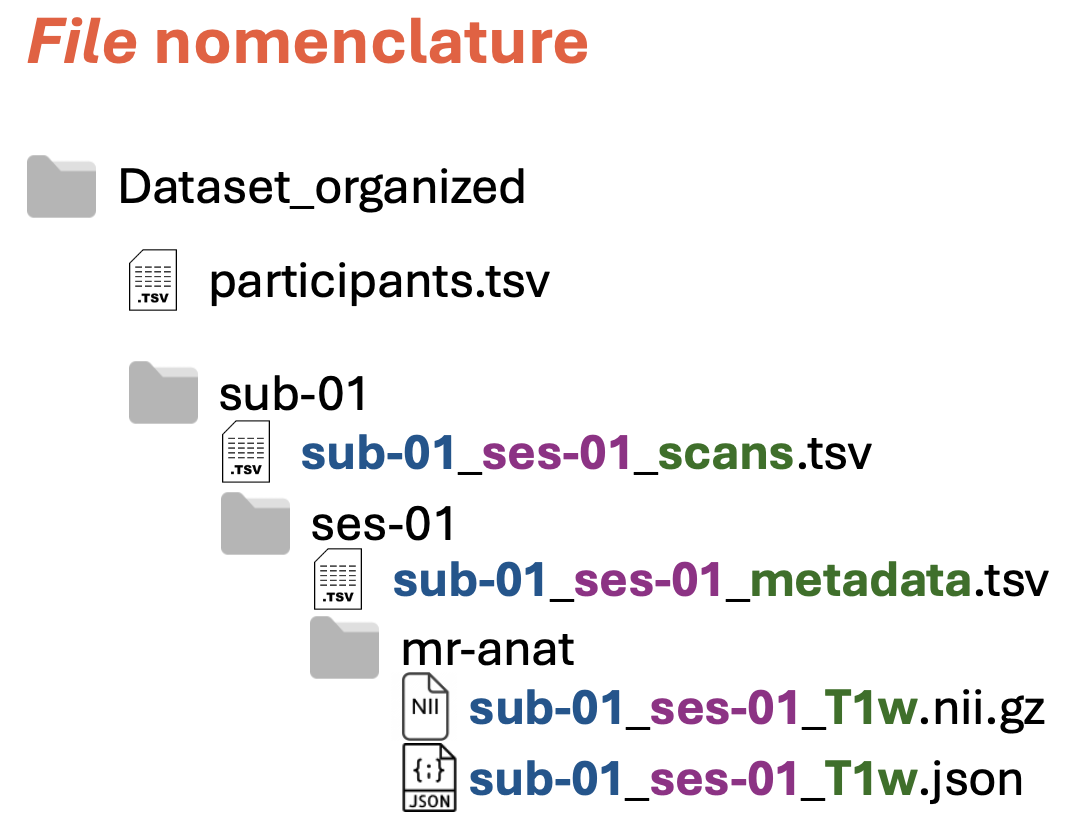 File nomenclature
Dataset_organized
.TSV participants.tsv
sub-01
.TSV sub-01_ses-01_scans.tsv
ses-01
.TSV sub-01_ses-01_metadata.tsv
mr-anat
NII sub-01_ses-01_T1w.nii.gz
{:} JSON sub-01_ses-01_T1w.json